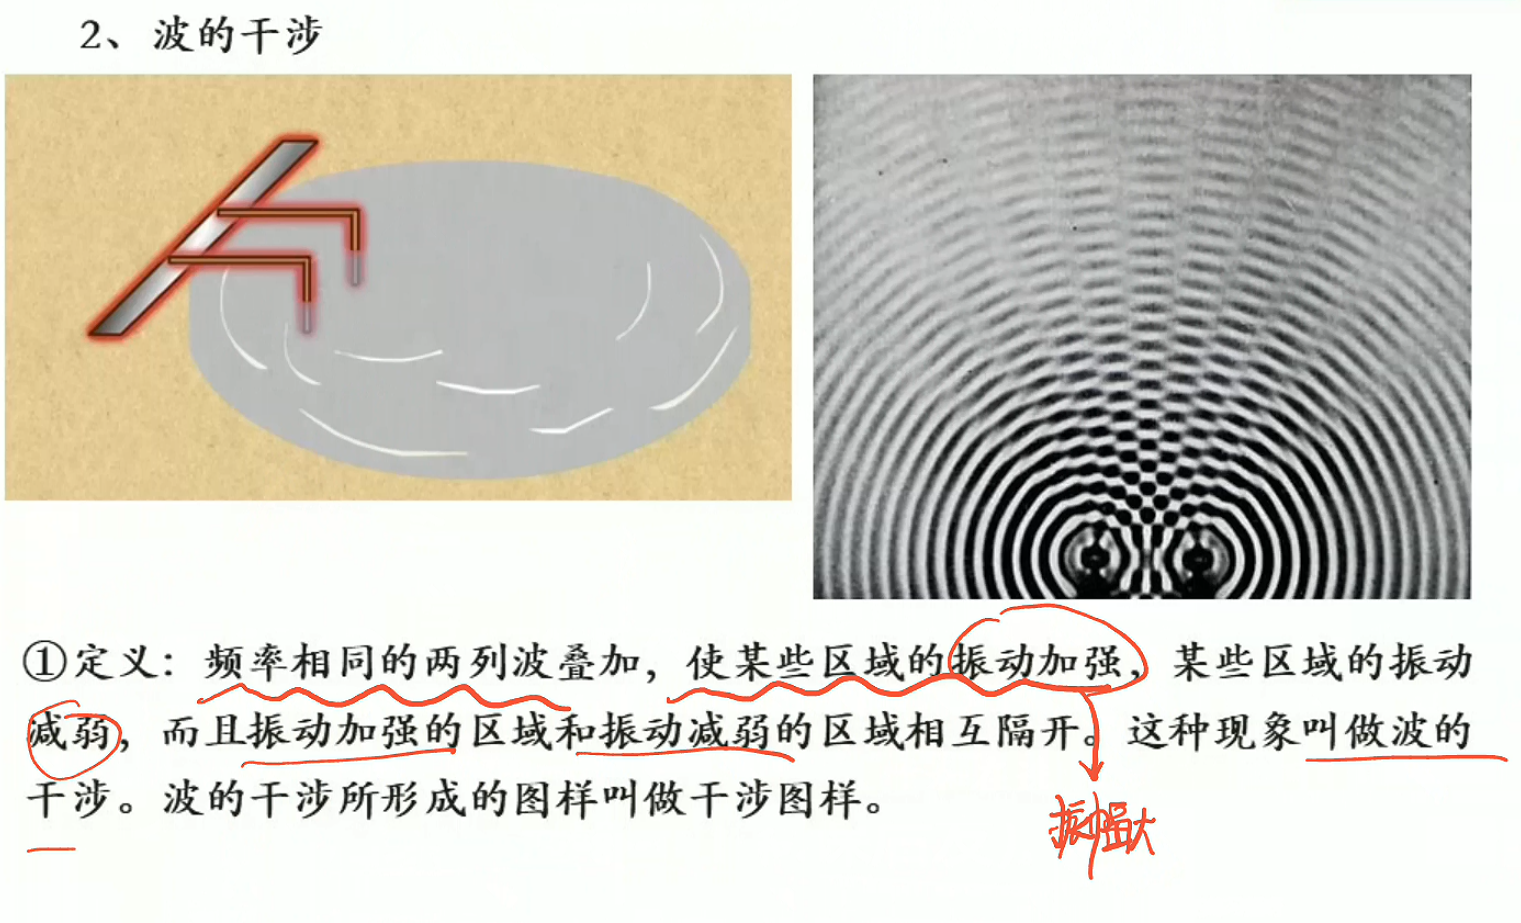 2、波的干涉
①定义：频率相同的两列波叠加，使某些区域的振动加强，某些区域的振动
减弱，而且振动加强的区域和振动减弱的区域相互隔开。这种现象叫做波的
干涉。波的干涉所形成的图样叫做干涉图样。
振幅大